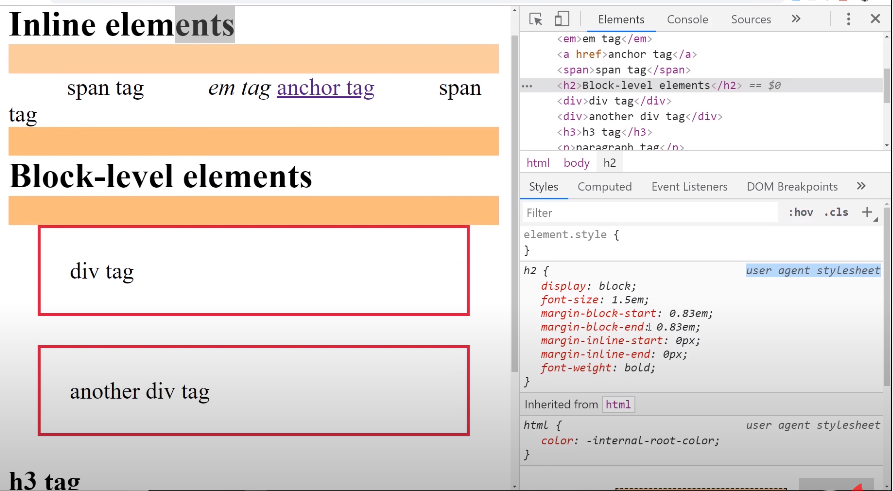 Inline elements
span tag em tag anchor tag span
tag
Block-level elements
div tag
another div tag
h3 tag
Elements Console Sources »
<em>em tag</em>
<a href>anchor tag</a>
<span>span tag</span>
... <h2>Block-level elements</h2> == $0
<div>div tag</div>
<div>another div tag</div>
<h3>h3 tag</h3>
<p>paragraph tag</p>
html body h2
Styles Computed Event Listeners DOM Breakpoints »
Filter :hov .cls +
element.style {
}
h2 { user agent stylesheet
display: block;
font-size: 1.5em;
margin-block-start: 0.83em;
margin-block-end: 0.83em;
margin-inline-start: 0px;
margin-inline-end: 0px;
font-weight: bold;
}
Inherited from html
html { user agent stylesheet
color: -internal-root-color;
}